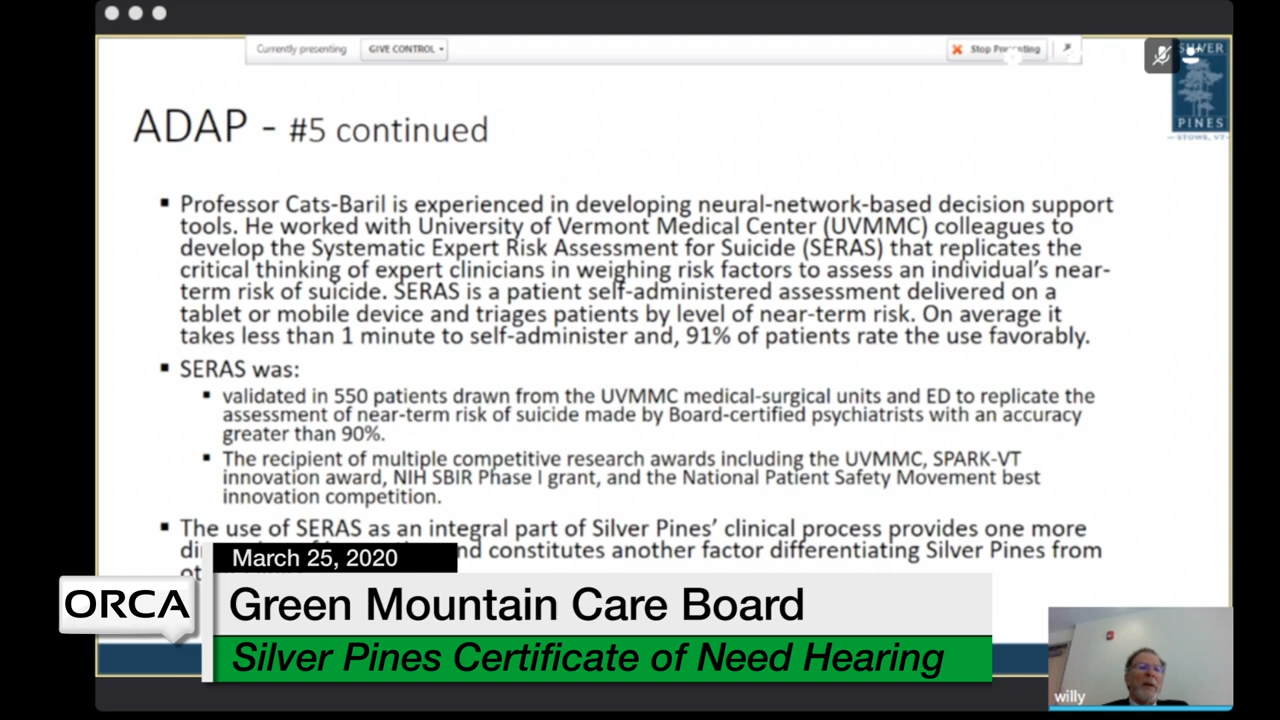 Currently presenting
GIVE CONTROL
Stop Presenting
SILVER
PINES
STOWE, VT
ADAP - #5 continued
▪ Professor Cats-Baril is experienced in developing neural-network-based decision support
tools. He worked with University of Vermont Medical Center (UVMMC) colleagues to
develop the Systematic Expert Risk Assessment for Suicide (SERAS) that replicates the
critical thinking of expert clinicians in weighing risk factors to assess an individual's near-
term risk of suicide. SERAS is a patient self-administered assessment delivered on a
tablet or mobile device and triages patients by level of near-term risk. On average it
takes less than 1 minute to self-administer and, 91% of patients rate the use favorably.
▪ SERAS was:
▪ validated in 550 patients drawn from the UVMMC medical-surgical units and ED to replicate the
assessment of near-term risk of suicide made by Board-certified psychiatrists with an accuracy
greater than 90%.
▪ The recipient of multiple competitive research awards including the UVMMC, SPARK-VT
innovation award, NIH SBIR Phase I grant, and the National Patient Safety Movement best
innovation competition.
▪ The use of SERAS as an integral part of Silver Pines' clinical process provides one more
constitutes another factor differentiating Silver Pines from
March 25, 2020
ORCA
Green Mountain Care Board
Silver Pines Certificate of Need Hearing
willy